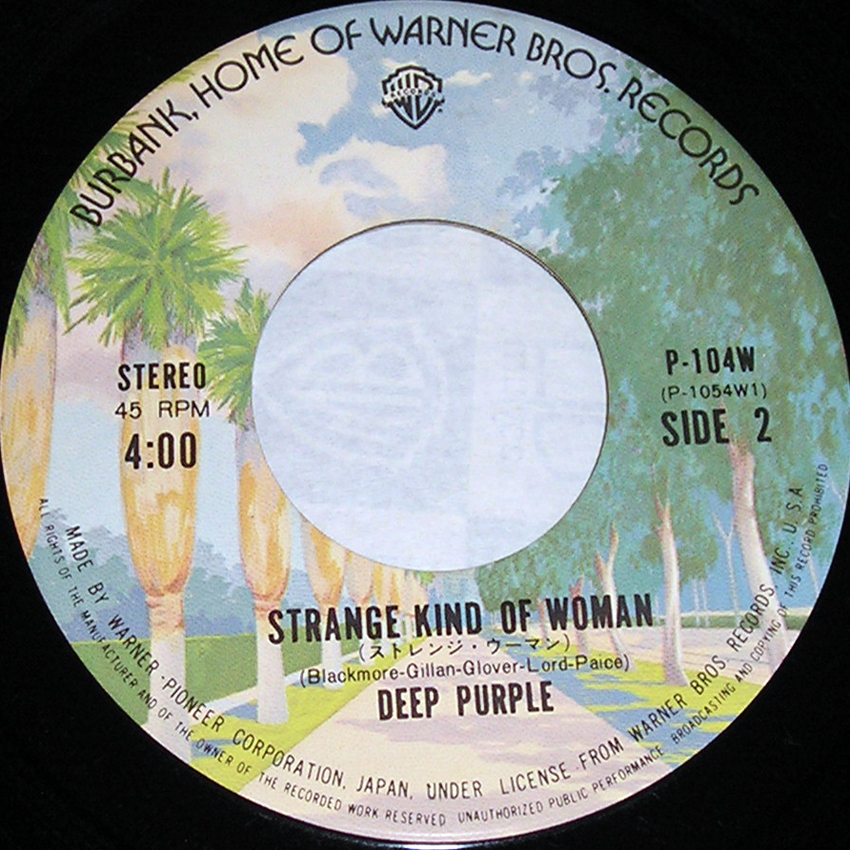 BURBANK, HOME OF WARNER BROS. RECORDS
WB
RECORDS
STEREO
45 RPM
4:00
P-104W
(P-1054W1)
SIDE 2
STRANGE KIND OF WOMAN
(ストレンジ・ウーマン)
(Blackmore-Gillan-Glover-Lord-Paice)
DEEP PURPLE
MADE BY WARNER-PIONEER CORPORATION, JAPAN, UNDER LICENSE FROM WARNER BROS. RECORDS, INC. U.S.A
ALL RIGHTS OF THE MANUFACTURER AND OF THE OWNER OF THE RECORDED WORK RESERVED UNAUTHORIZED PUBLIC PERFORMANCE BROADCASTING AND COPYING OF THIS RECORD PROHIBITED